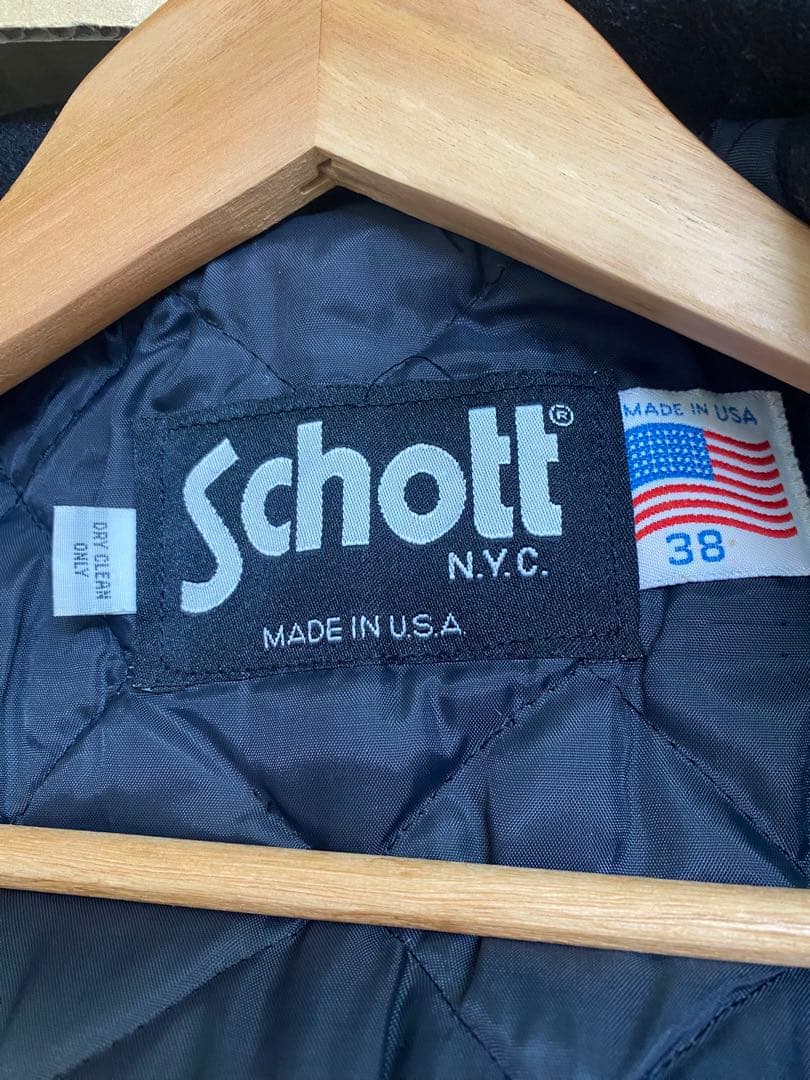 Schott®
N.Y.C.
MADE IN U.S.A.
MADE IN USA
38
DRY CLEAN
ONLY